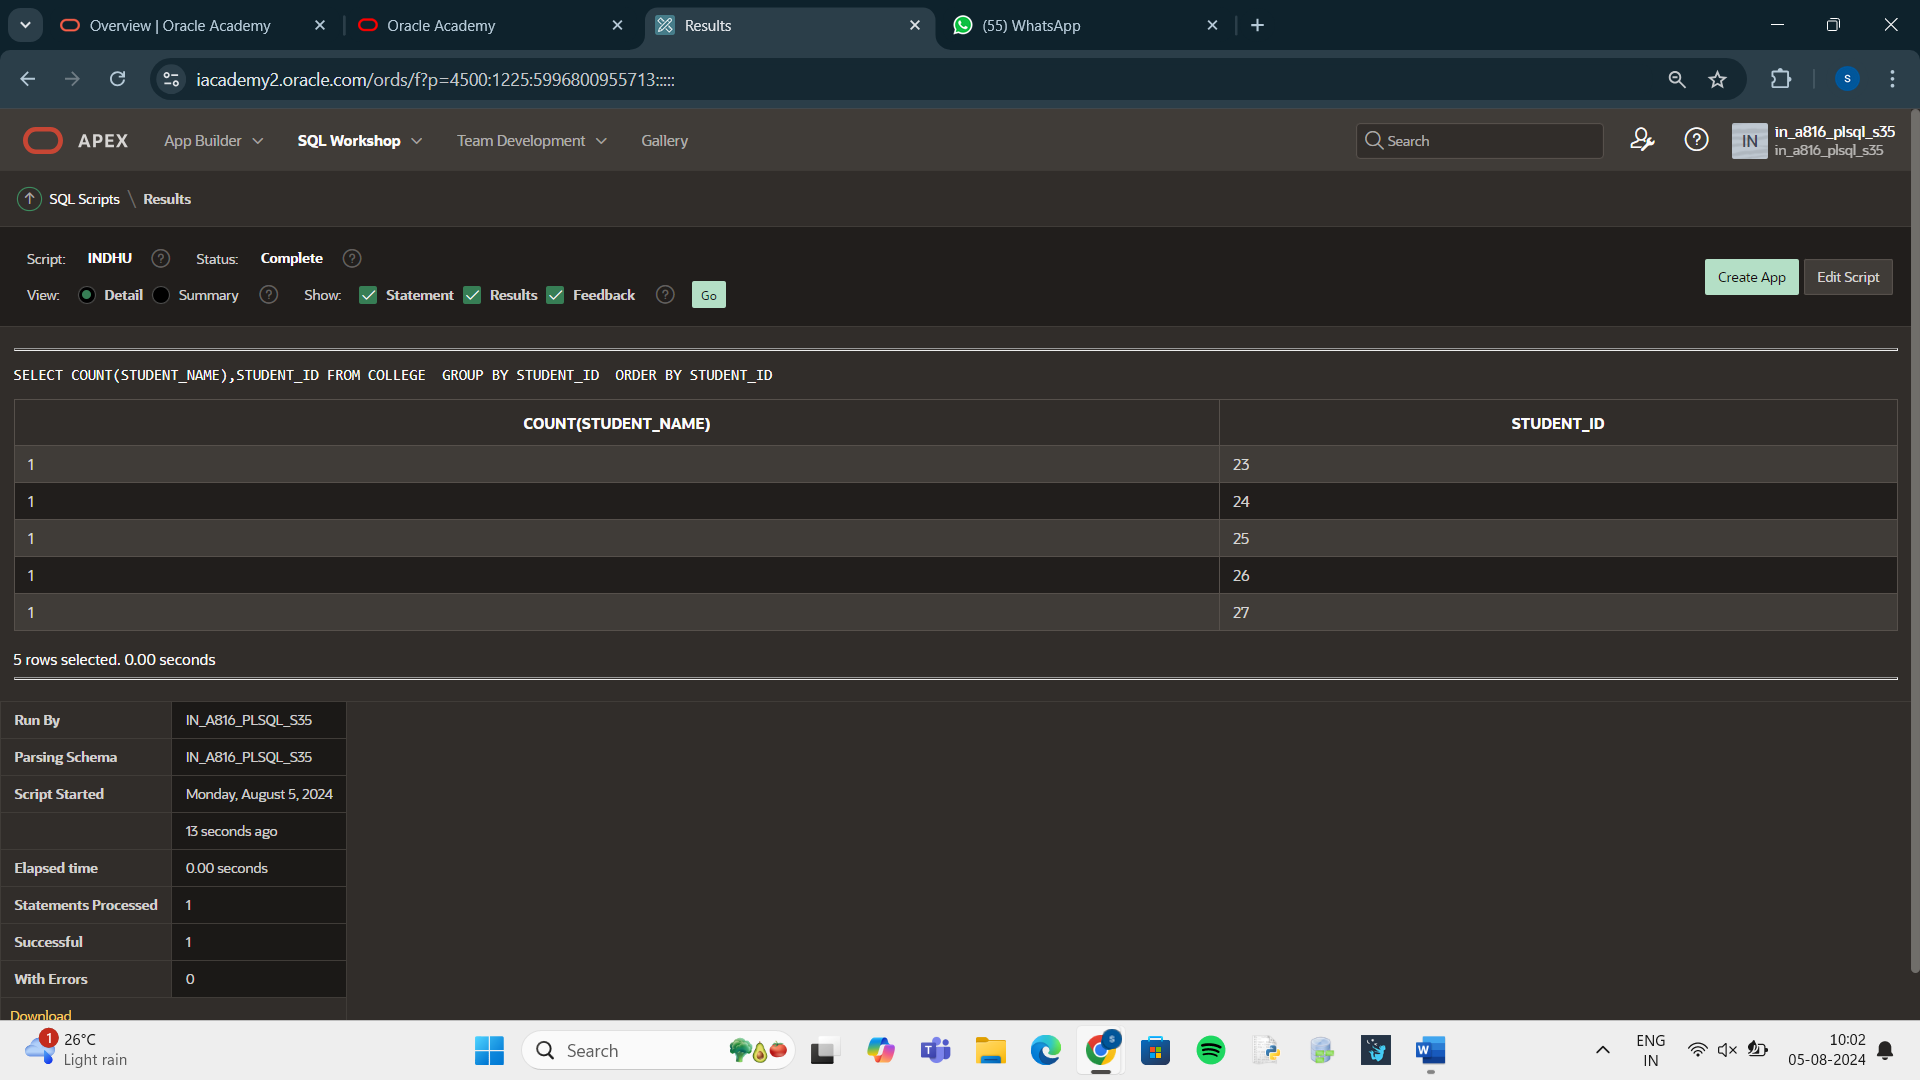 Overview | Oracle Academy
Oracle Academy
Results
(55) WhatsApp
iacademy2.oracle.com/ords/f?p=4500:1225:5996800955713:::::
S
APEX
App Builder
SQL Workshop
Team Development
Gallery
Search
IN
in_a816_plsql_s35
in_a816_plsql_s35
SQL Scripts \ Results
Script: INDHU Status: Complete
View: Detail Summary Show: Statement Results Feedback Go
Create App
Edit Script
SELECT COUNT(STUDENT_NAME),STUDENT_ID FROM COLLEGE  GROUP BY STUDENT_ID  ORDER BY STUDENT_ID
COUNT(STUDENT_NAME) STUDENT_ID
1 23
1 24
1 25
1 26
1 27
5 rows selected. 0.00 seconds
Run By IN_A816_PLSQL_S35
Parsing Schema IN_A816_PLSQL_S35
Script Started Monday, August 5, 2024
13 seconds ago
Elapsed time 0.00 seconds
Statements Processed 1
Successful 1
With Errors 0
Download
1
26°C
Light rain
Search
S
ENG
IN
10:02
05-08-2024